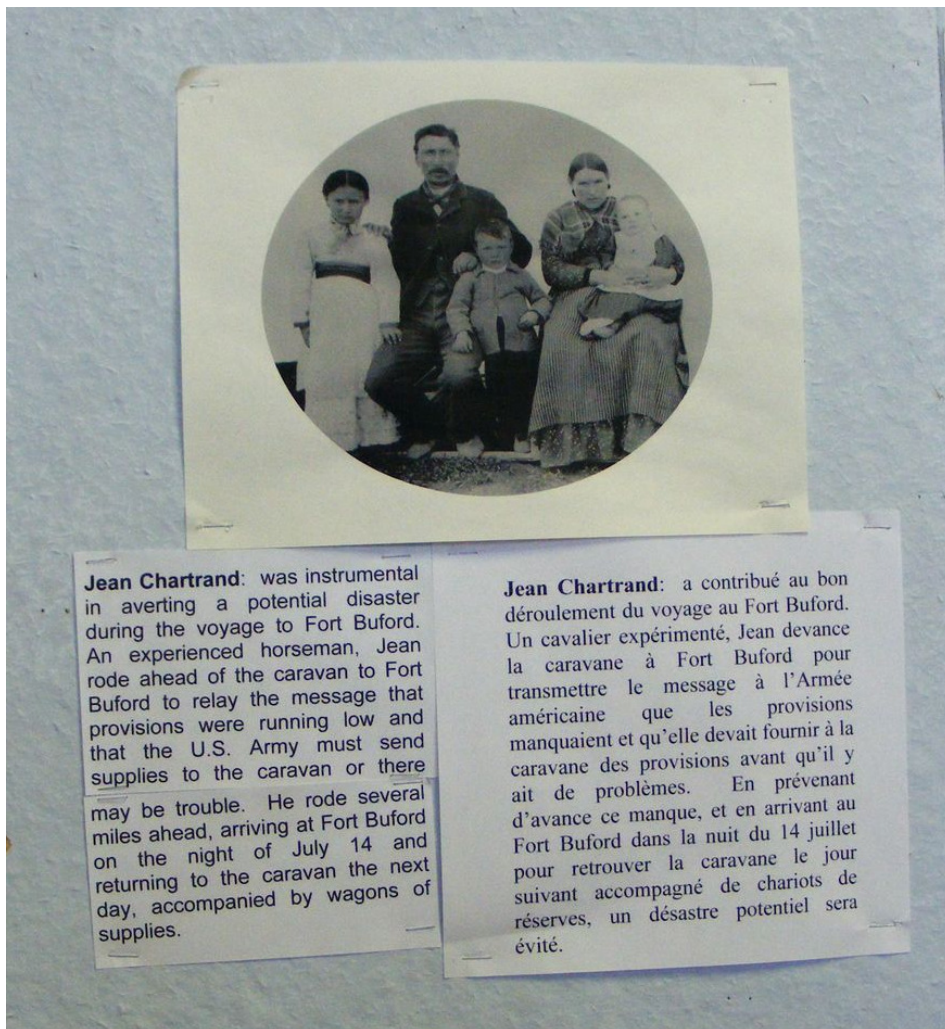 Jean Chartrand: was instrumental
in averting a potential disaster
during the voyage to Fort Buford.
An experienced horseman, Jean
rode ahead of the caravan to Fort
Buford to relay the message that
provisions were running low and
that the U.S. Army must send
supplies to the caravan or there
may be trouble. He rode several
miles ahead, arriving at Fort Buford
on the night of July 14 and
returning to the caravan the next
day, accompanied by wagons of
supplies.
Jean Chartrand: a contribué au bon
déroulement du voyage au Fort Buford.
Un cavalier expérimenté, Jean devance
la caravane à Fort Buford pour
transmettre le message à l'Armée
américaine que les provisions
manquaient et qu'elle devait fournir à la
caravane des provisions avant qu'il y
ait de problèmes. En prévenant
d'avance ce manque, et en arrivant au
Fort Buford dans la nuit du 14 juillet
pour retrouver la caravane le jour
suivant accompagné de chariots de
réserves, un désastre potentiel sera
évité.